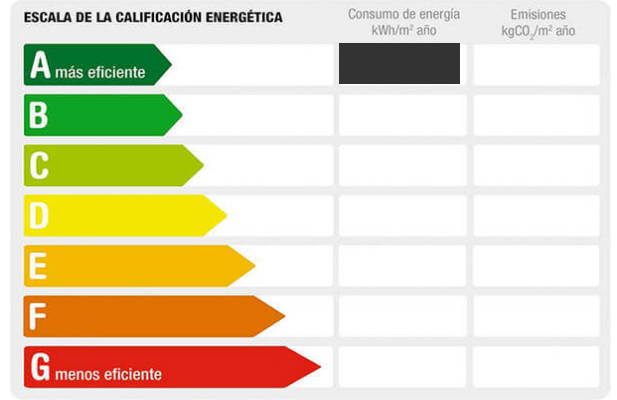 ESCALA DE LA CALIFICACIÓN ENERGÉTICA
Consumo de energía
kWh/m² año
Emisiones
kgCO₂/m² año
A más eficiente
B
C
D
E
F
G menos eficiente